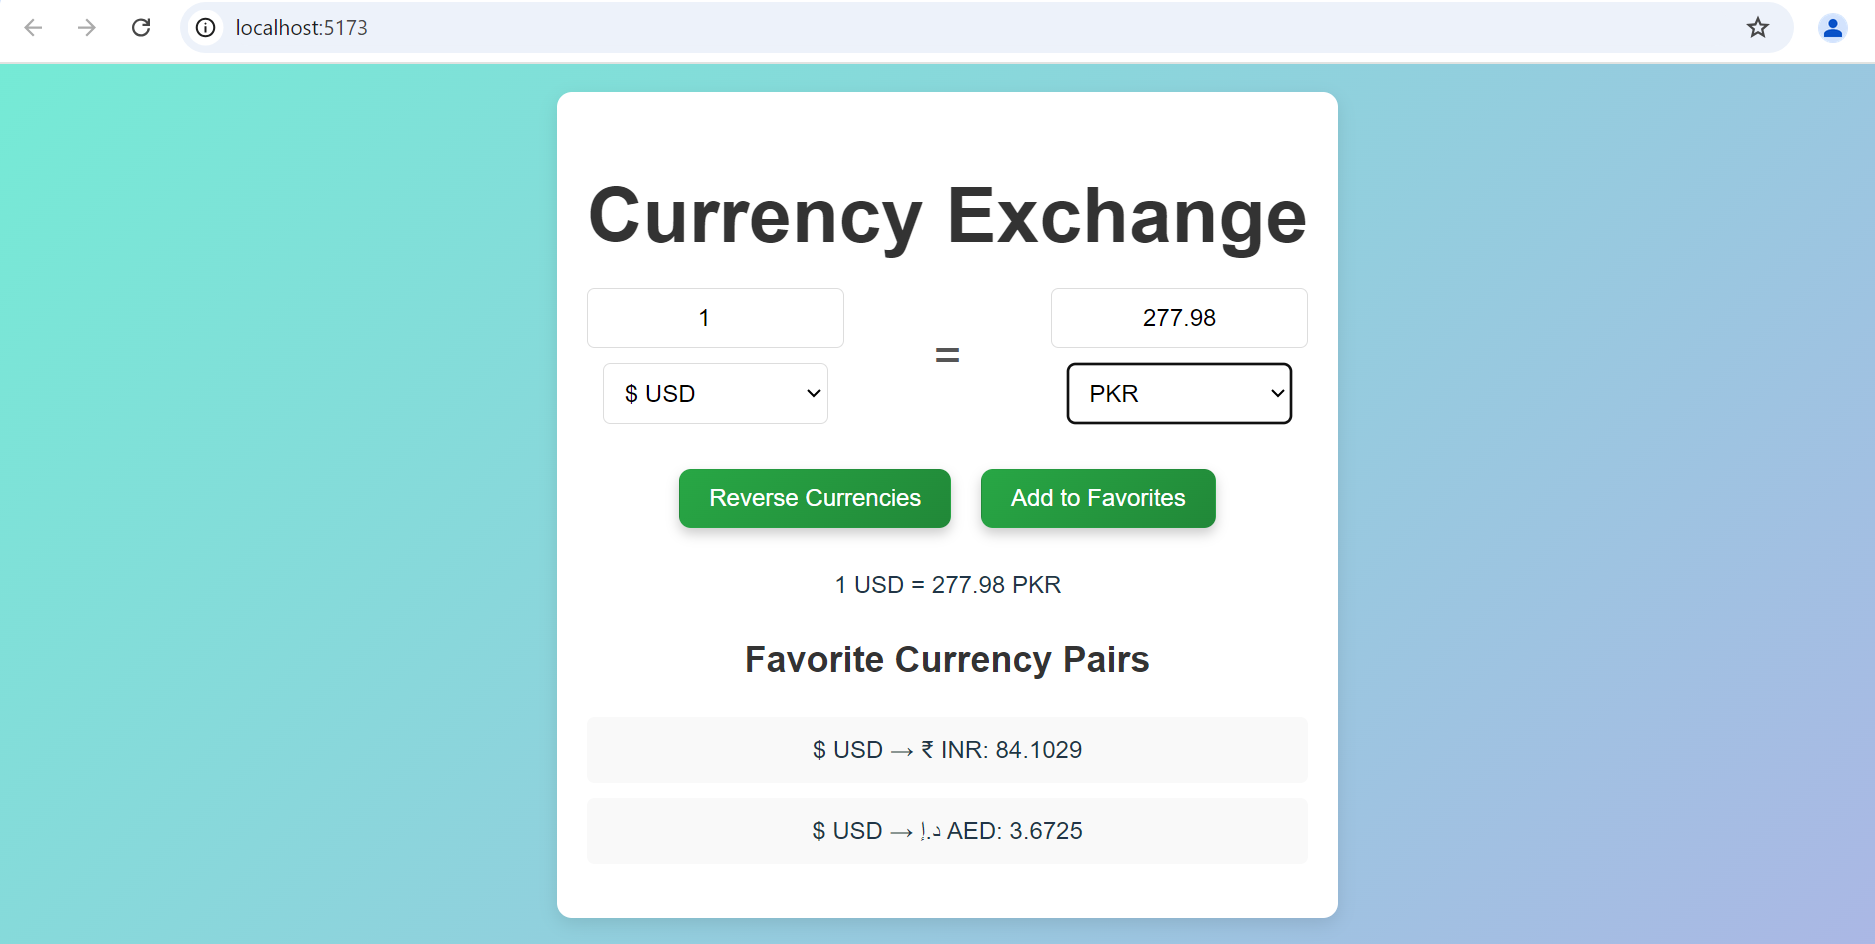 localhost:5173
Currency Exchange
1
277.98
=
$ USD
PKR
Reverse Currencies
Add to Favorites
1 USD = 277.98 PKR
Favorite Currency Pairs
$ USD → ₹ INR: 84.1029
$ USD → د.إ AED: 3.6725